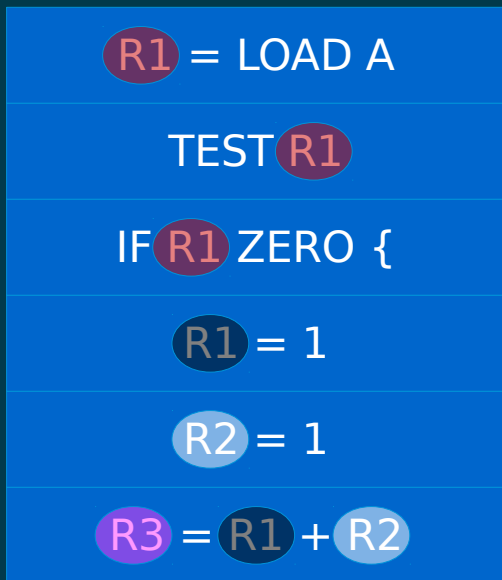 R1 = LOAD A
TEST R1
IF R1 ZERO {
R1 = 1
R2 = 1
R3 = R1 + R2